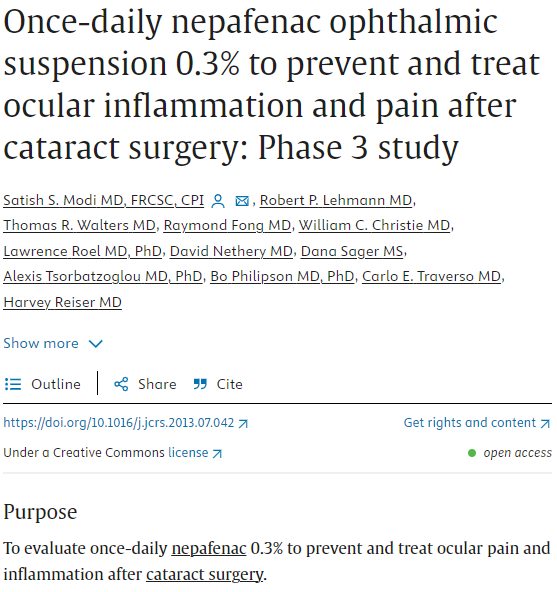 Once-daily nepafenac ophthalmic
suspension 0.3% to prevent and treat
ocular inflammation and pain after
cataract surgery: Phase 3 study
Satish S. Modi MD, FRCSC, CPI , Robert P. Lehmann MD,
Thomas R. Walters MD, Raymond Fong MD, William C. Christie MD,
Lawrence Roel MD, PhD, David Nethery MD, Dana Sager MS,
Alexis Tsorbatzoglou MD, PhD, Bo Philipson MD, PhD, Carlo E. Traverso MD,
Harvey Reiser MD
Show more
Outline Share Cite
https://doi.org/10.1016/j.jcrs.2013.07.042 Get rights and content
Under a Creative Commons license open access
Purpose
To evaluate once-daily nepafenac 0.3% to prevent and treat ocular pain and
inflammation after cataract surgery.